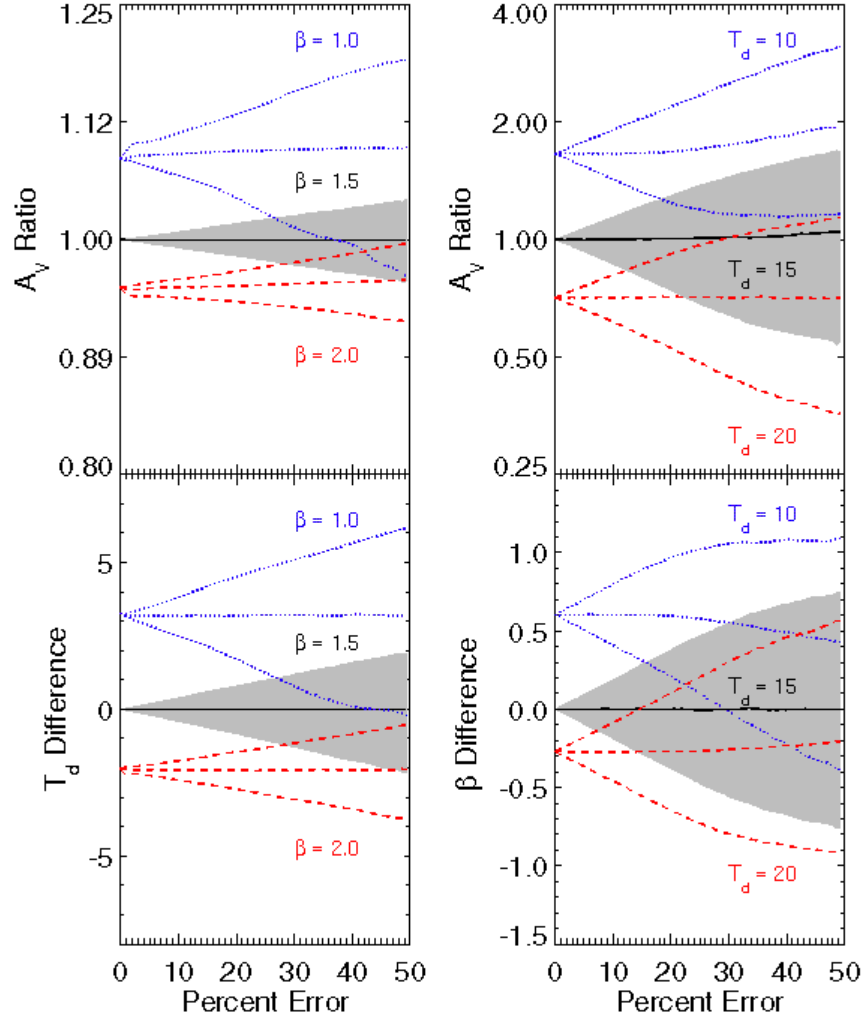 1.25
1.12
1.00
0.89
0.80
A_v Ratio
β = 1.0
β = 1.5
β = 2.0
4.00
2.00
1.00
0.50
0.25
A_v Ratio
T_d = 10
T_d = 15
T_d = 20
5
0
-5
T_d Difference
β = 1.0
β = 1.5
β = 2.0
0 10 20 30 40 50
Percent Error
1.0
0.5
0.0
-0.5
-1.0
-1.5
β Difference
T_d = 10
T_d = 15
T_d = 20
0 10 20 30 40 50
Percent Error